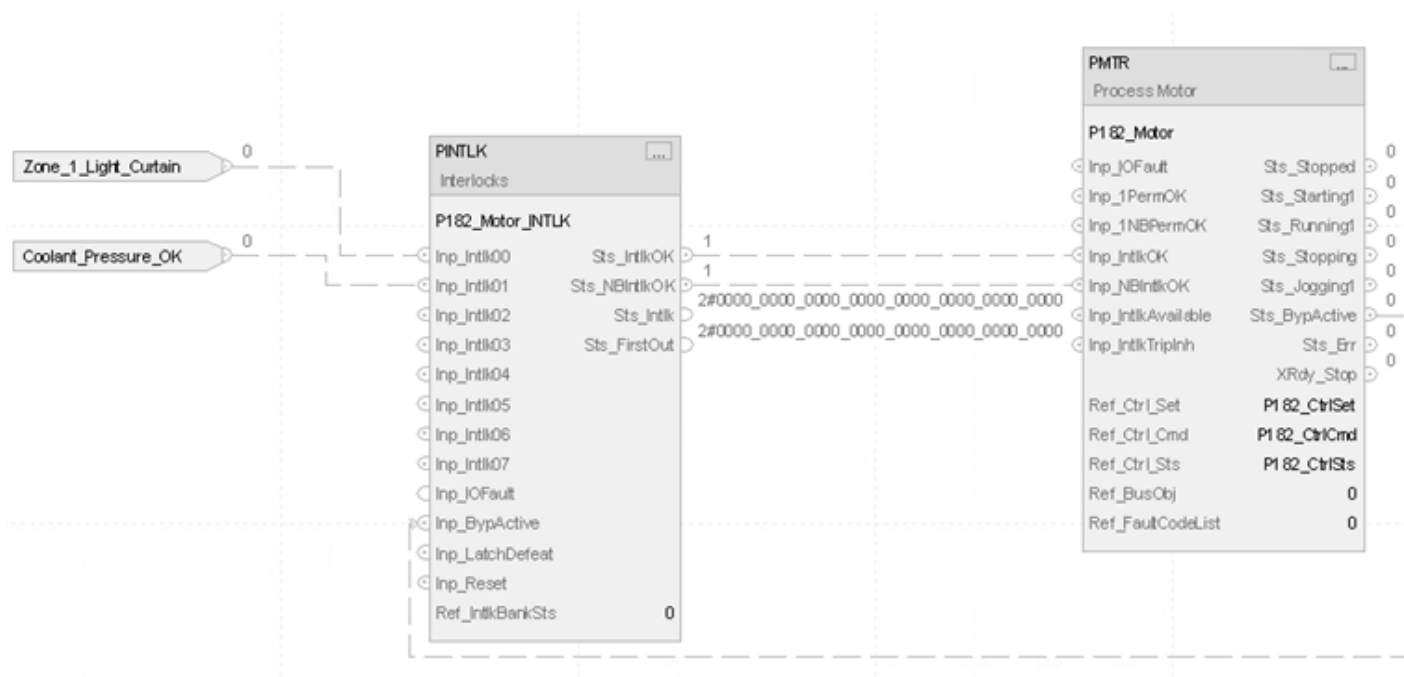 Zone_1_Light_Curtain
0
Coolant_Pressure_OK
0
PINTLK
...
Interlocks
P182_Motor_INTLK
Inp_Intlk00 Sts_IntlkOK
1
Inp_Intlk01 Sts_NBIntlkOK
1
Inp_Intlk02 Sts_Intlk
2#0000_0000_0000_0000_0000_0000_0000_0000
Inp_Intlk03 Sts_FirstOut
2#0000_0000_0000_0000_0000_0000_0000_0000
Inp_Intlk04
Inp_Intlk05
Inp_Intlk06
Inp_Intlk07
Inp_IOFault
Inp_BypActive
Inp_LatchDefeat
Inp_Reset
Ref_IntlkBankSts 0
PMTR
...
Process Motor
P182_Motor
Inp_IOFault Sts_Stopped
0
Inp_1PermOK Sts_Starting1
0
Inp_1NBPermOK Sts_Running1
0
Inp_IntlkOK Sts_Stopping
0
Inp_NBIntlkOK Sts_Jogging1
0
Inp_IntlkAvailable Sts_BypActive
0
Inp_IntlkTripInh Sts_Err
0
XRdy_Stop
0
Ref_Ctrl_Set P182_CtrlSet
Ref_Ctrl_Cmd P182_CtrlCmd
Ref_Ctrl_Sts P182_CtrlSts
Ref_BusObj 0
Ref_FaultCodeList 0